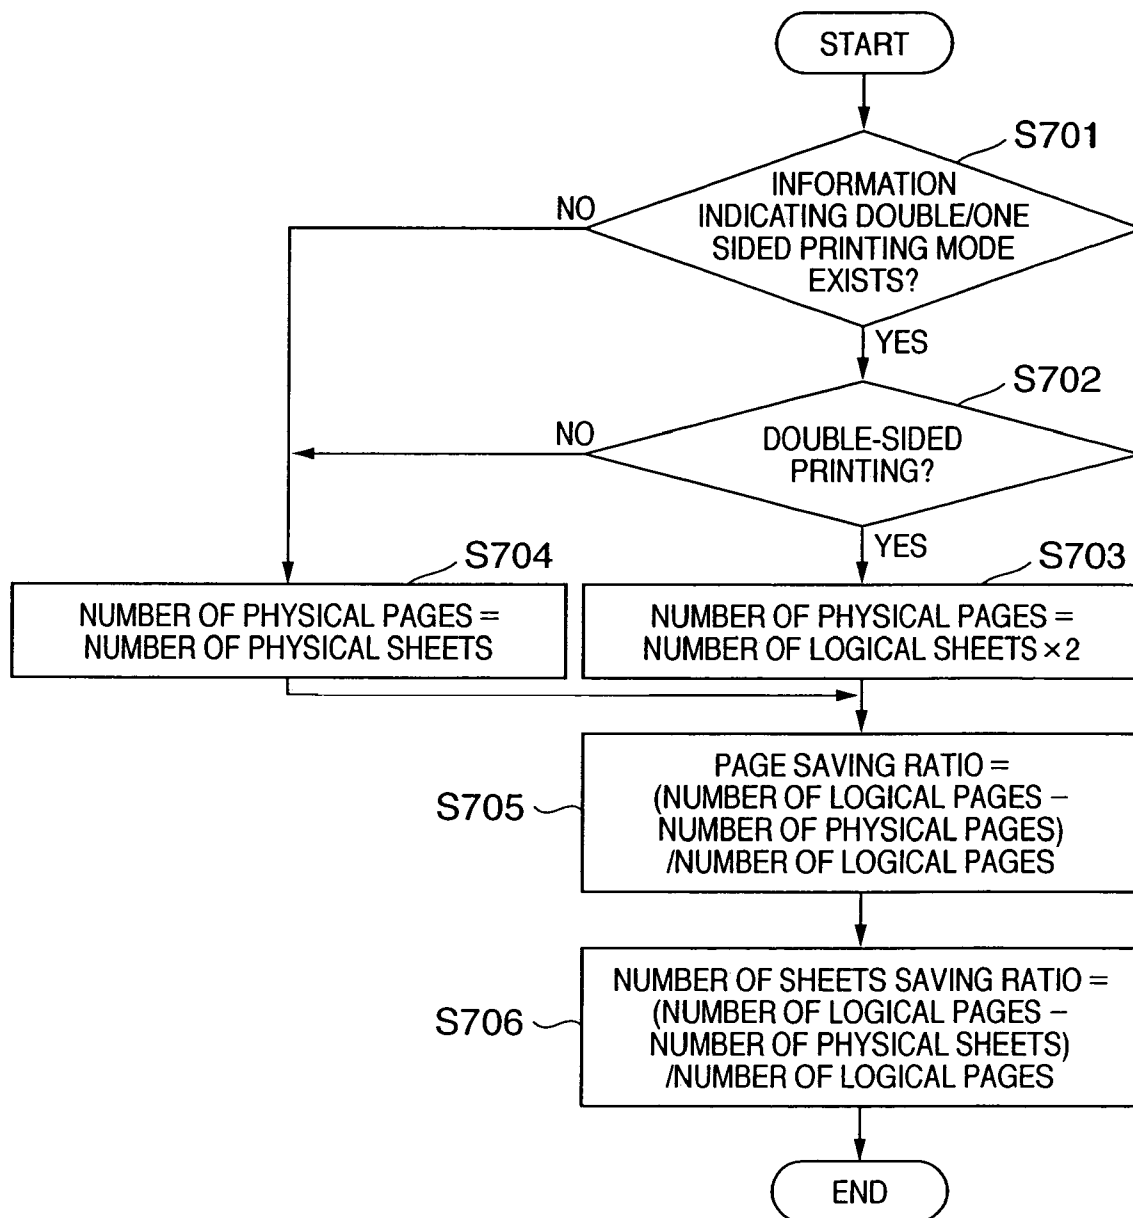 START
S701
INFORMATION
INDICATING DOUBLE/ONE
SIDED PRINTING MODE
EXISTS?
NO
YES
S702
DOUBLE-SIDED
PRINTING?
NO
YES
S704
NUMBER OF PHYSICAL PAGES =
NUMBER OF PHYSICAL SHEETS
S703
NUMBER OF PHYSICAL PAGES =
NUMBER OF LOGICAL SHEETS × 2
S705
PAGE SAVING RATIO =
(NUMBER OF LOGICAL PAGES –
NUMBER OF PHYSICAL PAGES)
/NUMBER OF LOGICAL PAGES
S706
NUMBER OF SHEETS SAVING RATIO =
(NUMBER OF LOGICAL PAGES –
NUMBER OF PHYSICAL SHEETS)
/NUMBER OF LOGICAL PAGES
END